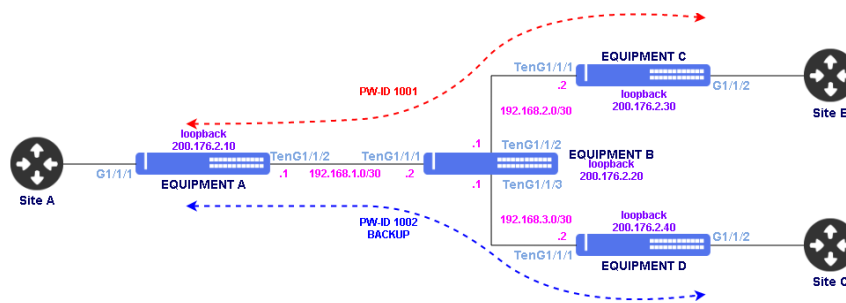 EQUIPMENT C
TenG1/1/1
.2
loopback
200.176.2.30
G1/1/2
Site
PW-ID 1001
192.168.2.0/30
loopback
200.176.2.10
.1
TenG1/1/2
EQUIPMENT B
loopback
200.176.2.20
TenG1/1/2
TenG1/1/1
G1/1/1
.1
192.168.1.0/30
.2
EQUIPMENT A
.1
TenG1/1/3
Site A
PW-ID 1002
BACKUP
192.168.3.0/30
.2
loopback
200.176.2.40
G1/1/2
TenG1/1/1
EQUIPMENT D
Site